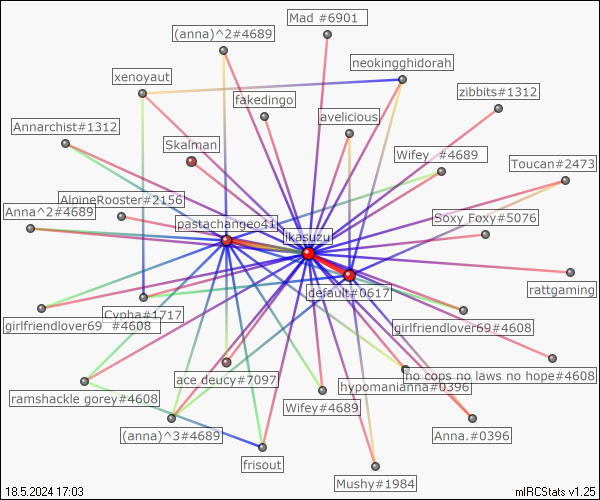 Mad #6901
(anna)^2#4689
neokingghidorah
xenoyaut
zibbits#1312
fakedingo
avelicious
Annarchist#1312
Skalman
Wifey_#4689
Toucan#2473
AlpineRooster#2156
Anna^2#4689
pastachangeo41
Soxy Foxy#5076
ikasuzu
default#0617
rattgaming
Cypha#1717
girlfriendlover69_#4608
girlfriendlover69#4608
ace deucy#7097
no cops no laws no hope#4608
hypomanianna#0396
ramshackle gorey#4608
Wifey#4689
(anna)^3#4689
Anna.#0396
frisout
Mushy#1984
18.5.2024 17:03
mIRCStats v1.25